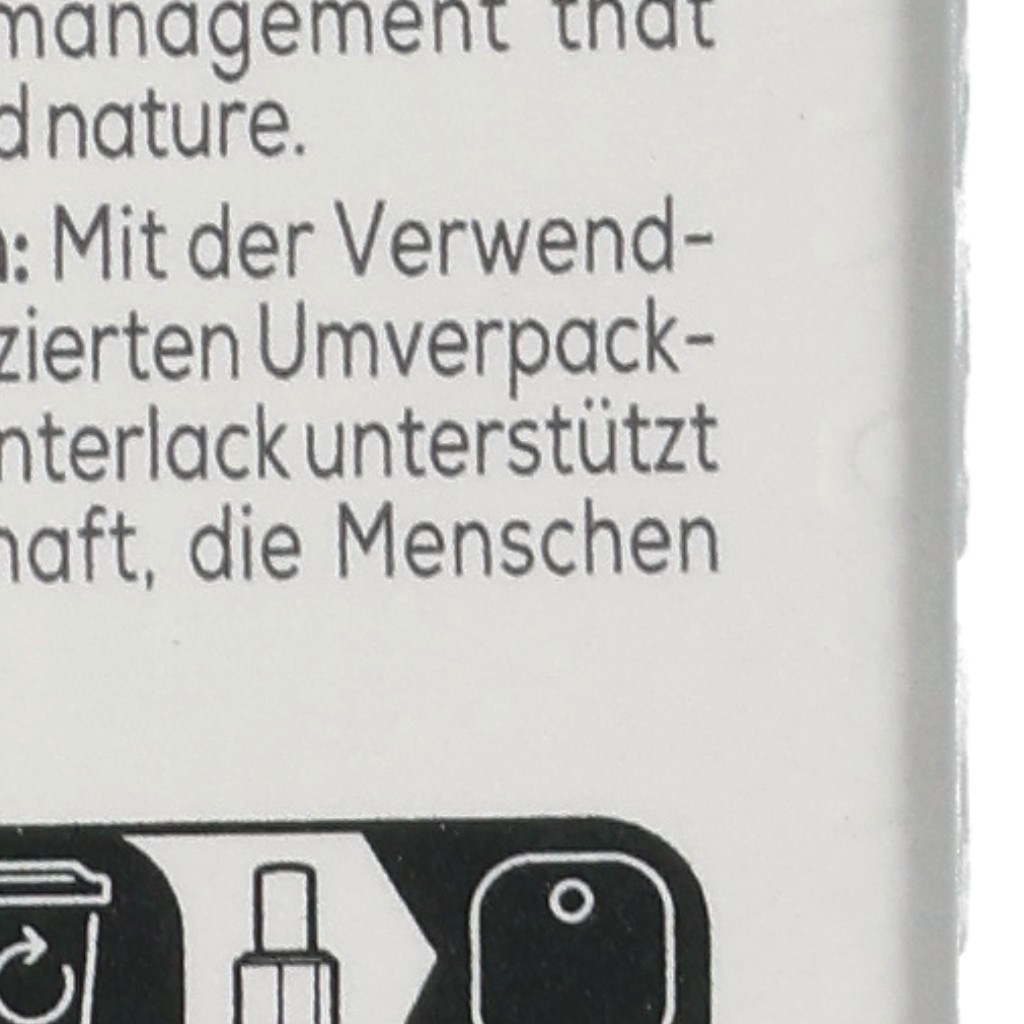 management that
nature.
Mit der Verwend-
zierten Umverpack-
nterlack unterstützt
haft, die Menschen